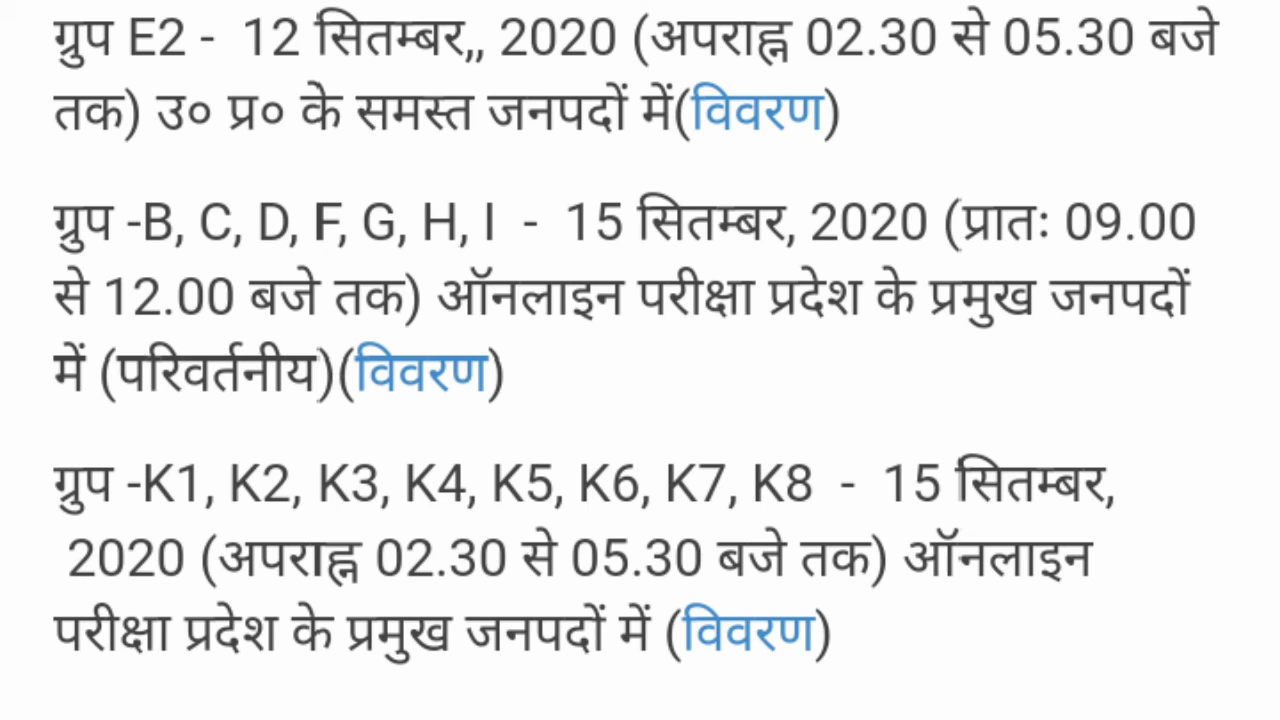 ग्रुप E2 - 12 सितम्बर,, 2020 (अपराह्न 02.30 से 05.30 बजे
तक) उ० प्र० के समस्त जनपदों में(विवरण)
ग्रुप -B, C, D, F, G, H, I - 15 सितम्बर, 2020 (प्रातः 09.00
से 12.00 बजे तक) ऑनलाइन परीक्षा प्रदेश के प्रमुख जनपदों
में (परिवर्तनीय)(विवरण)
ग्रुप -K1, K2, K3, K4, K5, K6, K7, K8 - 15 सितम्बर,
2020 (अपराह्न 02.30 से 05.30 बजे तक) ऑनलाइन
परीक्षा प्रदेश के प्रमुख जनपदों में (विवरण)